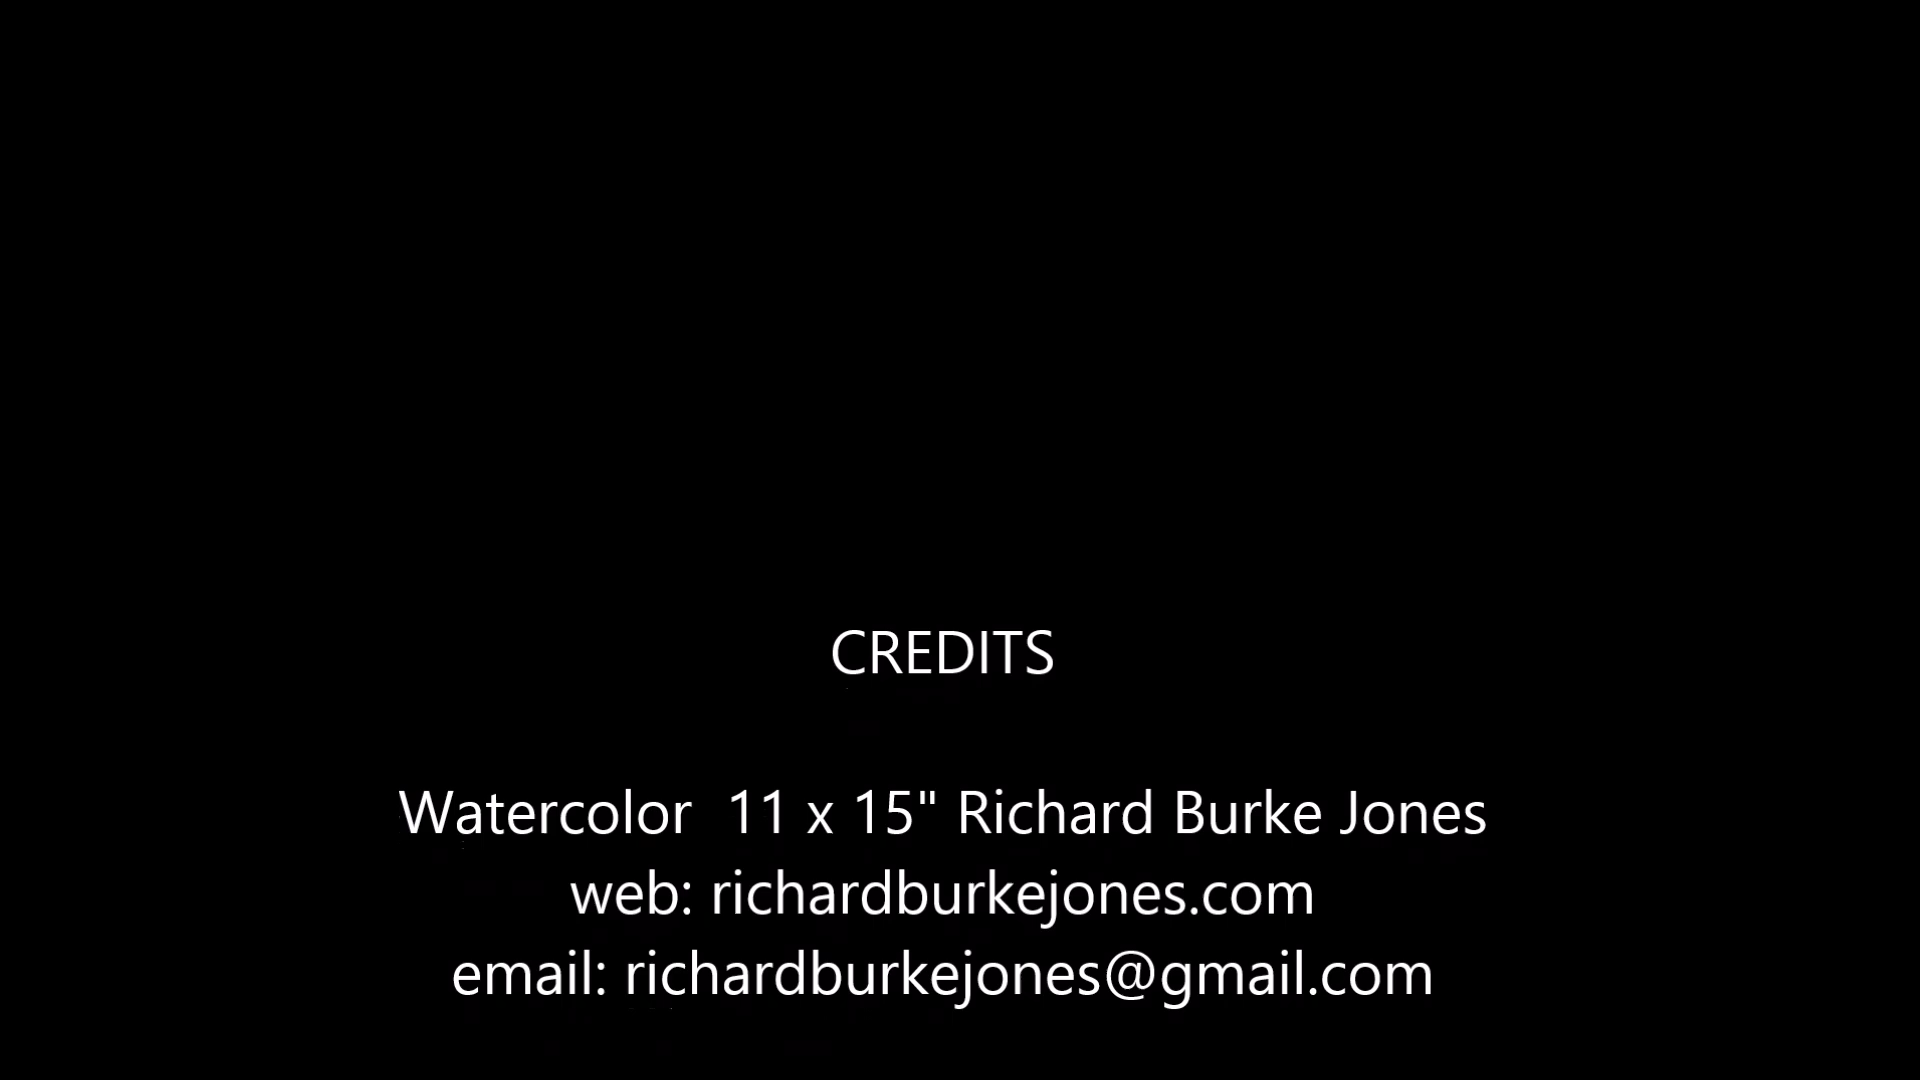 CREDITS
Watercolor  11 x 15" Richard Burke Jones
web: richardburkejones.com
email: richardburkejones@gmail.com